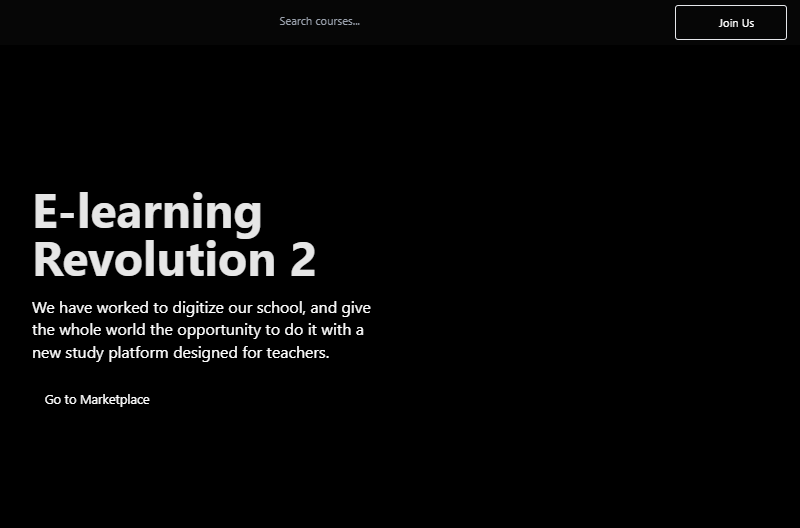 Search courses...
Join Us
E-learning
Revolution 2
We have worked to digitize our school, and give
the whole world the opportunity to do it with a
new study platform designed for teachers.
Go to Marketplace